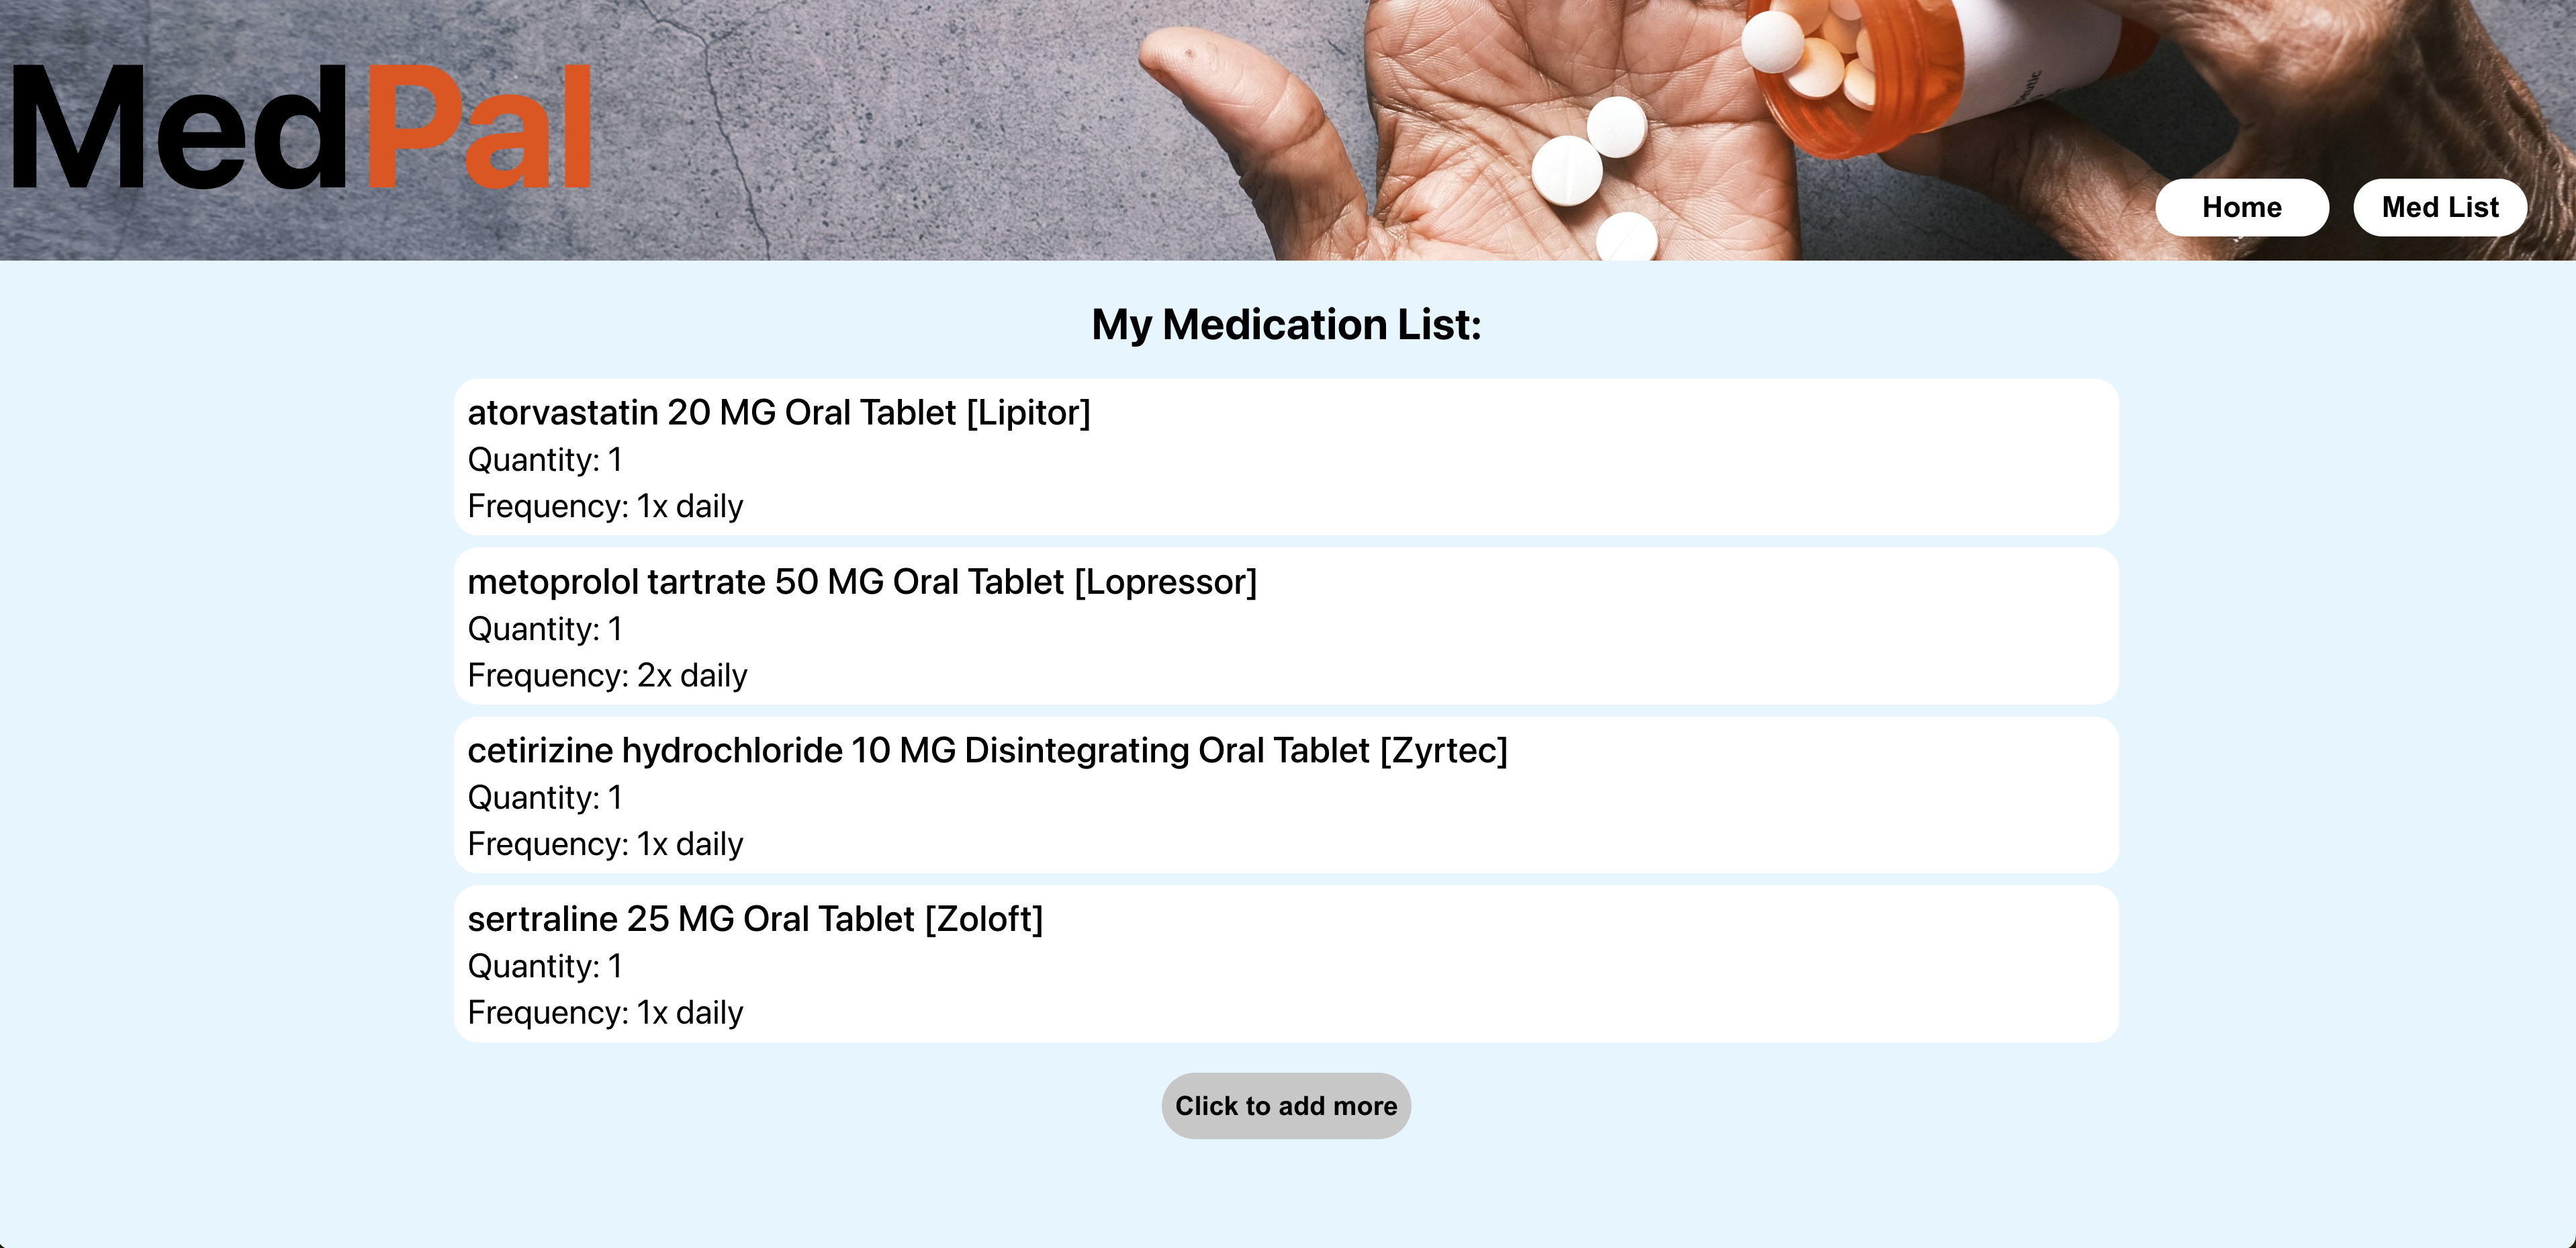 MedPal
Home
Med List
My Medication List:
atorvastatin 20 MG Oral Tablet [Lipitor]
Quantity: 1
Frequency: 1x daily
metoprolol tartrate 50 MG Oral Tablet [Lopressor]
Quantity: 1
Frequency: 2x daily
cetirizine hydrochloride 10 MG Disintegrating Oral Tablet [Zyrtec]
Quantity: 1
Frequency: 1x daily
sertraline 25 MG Oral Tablet [Zoloft]
Quantity: 1
Frequency: 1x daily
Click to add more